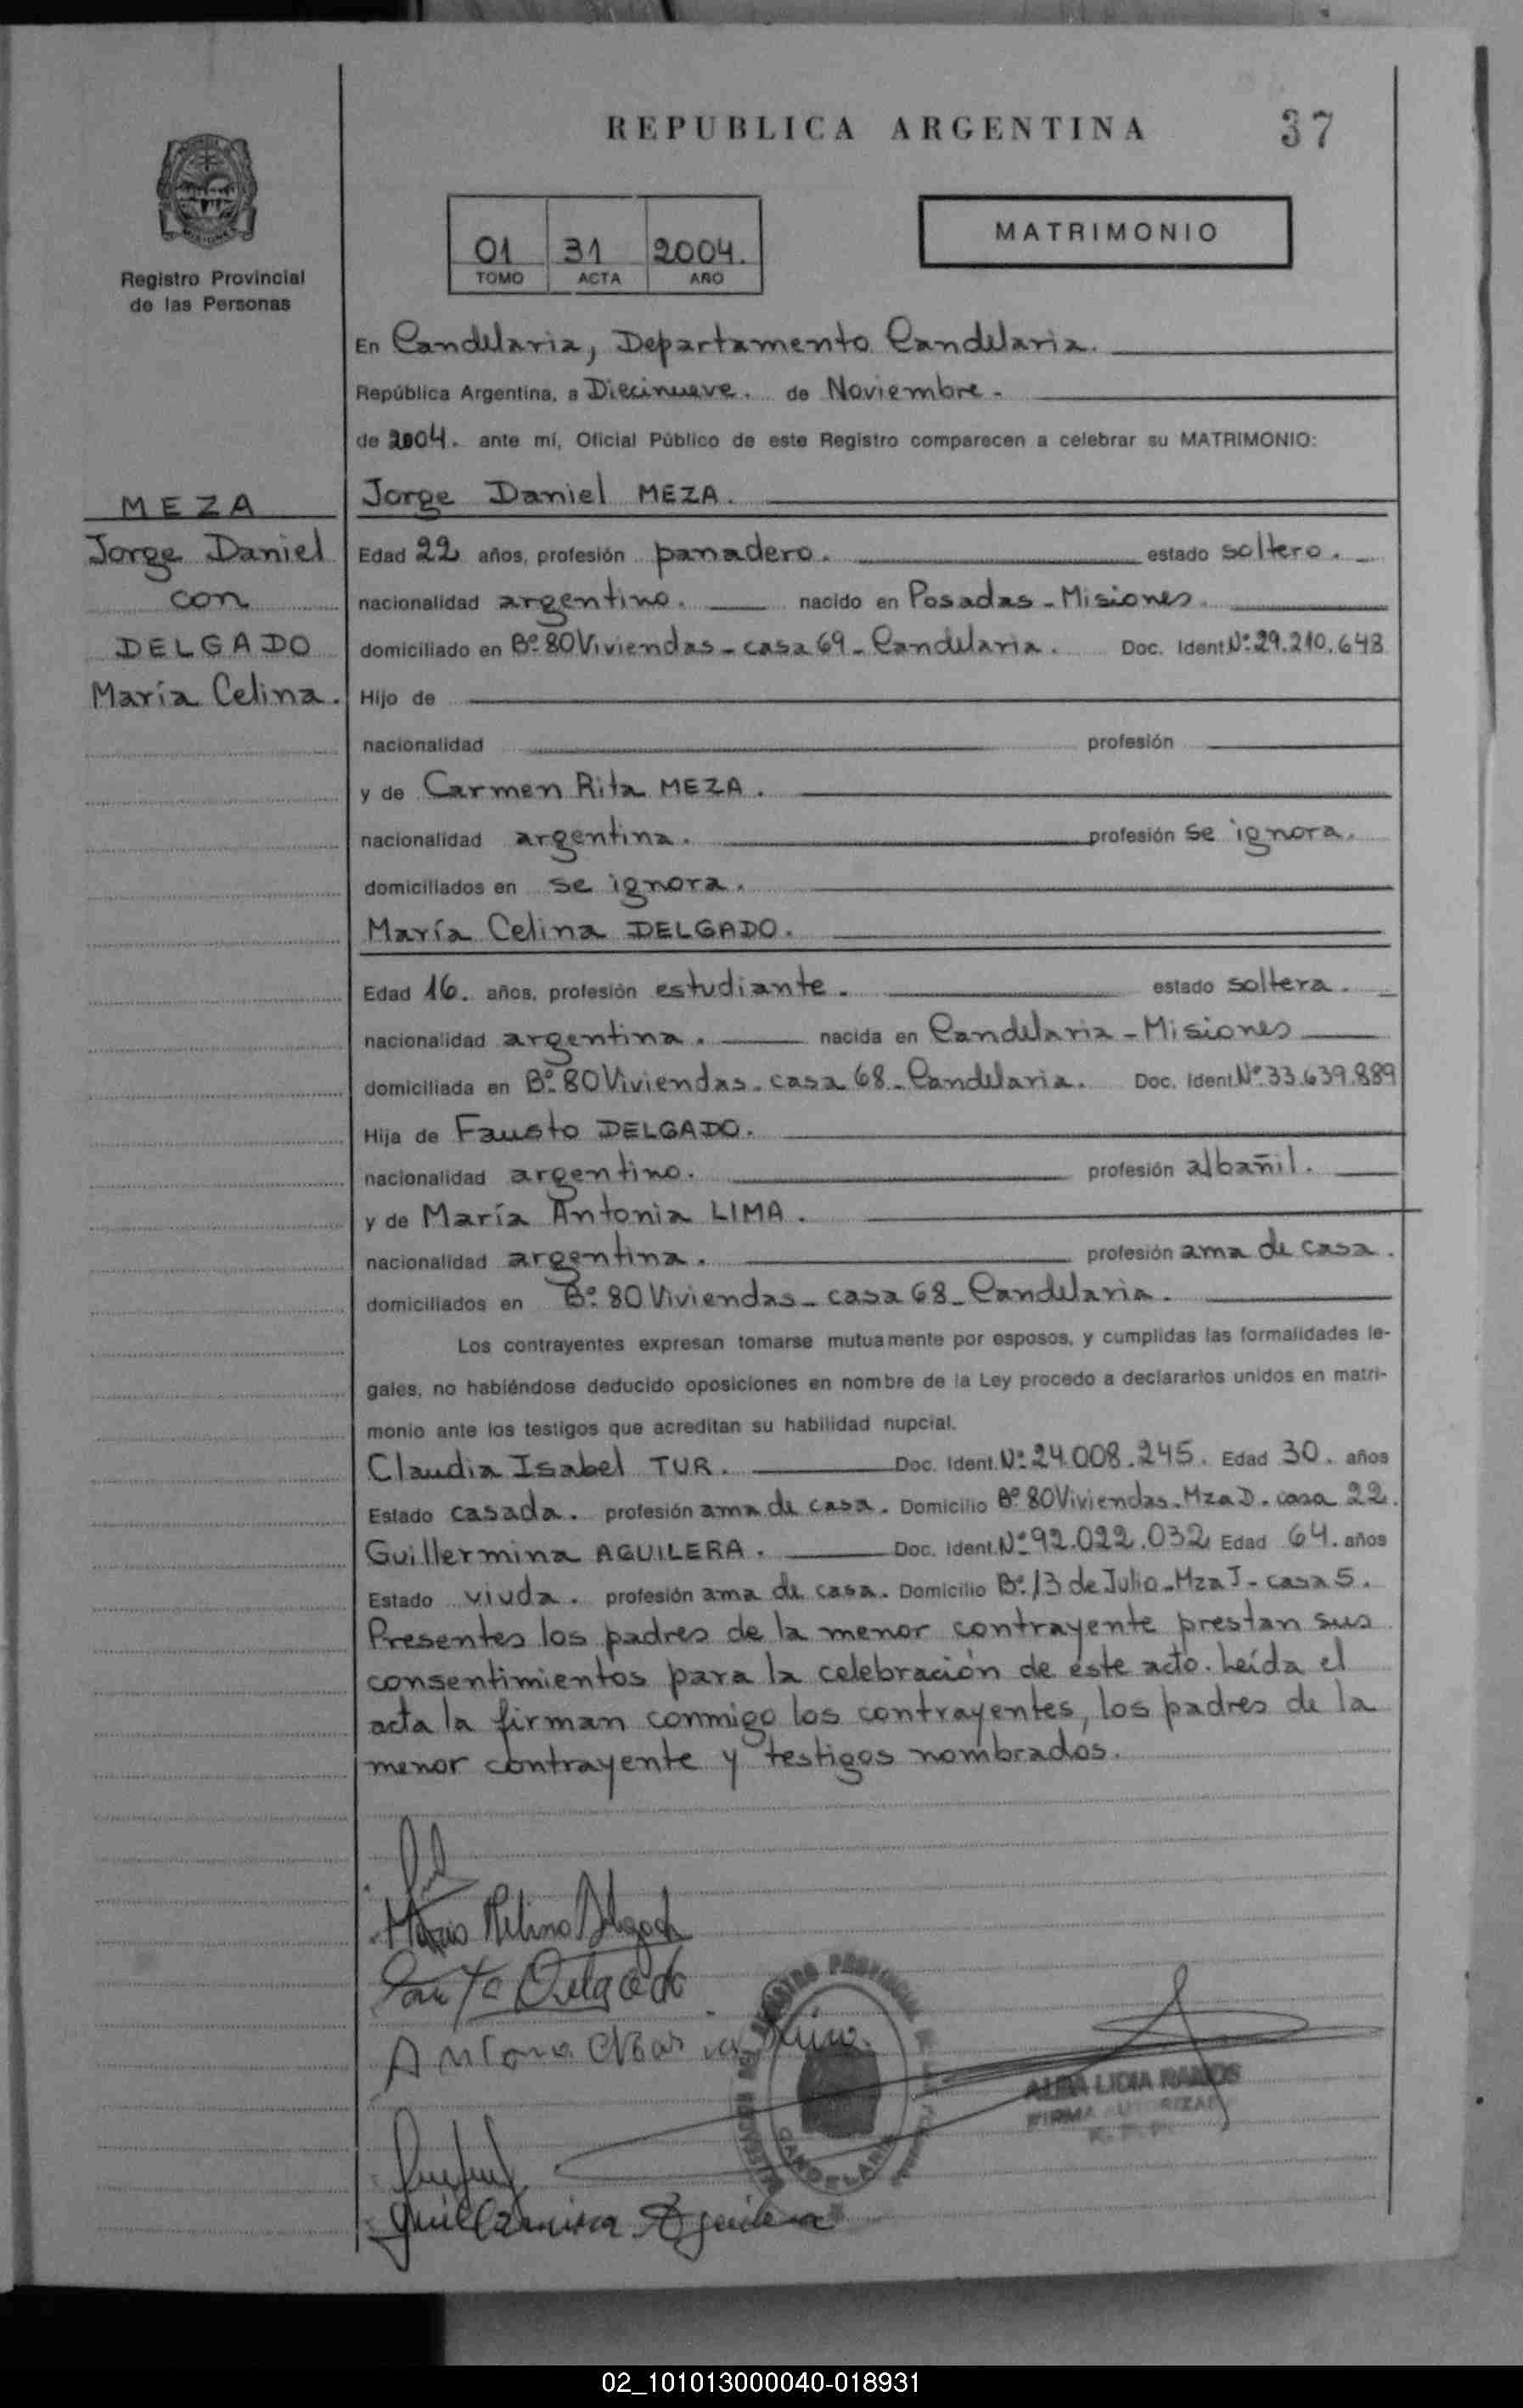 REPUBLICA ARGENTINA
37
01 31 2004.
TOMO ACTA AÑO
MATRIMONIO
Registro Provincial
de las Personas
En Candelaria, Departamento Candelaria.
República Argentina, a Diecinueve. de Noviembre.
de 2004. ante mí, Oficial Público de este Registro comparecen a celebrar su MATRIMONIO:
MEZA
Jorge Daniel
con
DELGADO
María Celina.
Jorge Daniel MEZA.
Edad 22 años, profesión panadero. estado soltero.
nacionalidad argentino. nacido en Posadas - Misiones.
domiciliado en Bº 80 Viviendas - casa 69 - Candelaria. Doc. Ident. Nº 29.210.648
Hijo de
nacionalidad profesión
y de Carmen Rita MEZA.
nacionalidad argentina. profesión se ignora.
domiciliados en se ignora.
María Celina DELGADO.
Edad 16. años, profesión estudiante. estado soltera.
nacionalidad argentina. nacida en Candelaria - Misiones
domiciliada en Bº 80 Viviendas - casa 68 - Candelaria. Doc. Ident. Nº 33.639.889
Hija de Fausto DELGADO.
nacionalidad argentino. profesión albañil.
y de María Antonia LIMA.
nacionalidad argentina. profesión ama de casa.
domiciliados en Bº 80 Viviendas - casa 68 - Candelaria.
Los contrayentes expresan tomarse mutuamente por esposos, y cumplidas las formalidades le-
gales, no habiéndose deducido oposiciones en nombre de la Ley procedo a declararlos unidos en matri-
monio ante los testigos que acreditan su habilidad nupcial.
Claudia Isabel TUR. Doc. Ident. Nº 24.008.245. Edad 30. años
Estado casada. profesión ama de casa. Domicilio Bº 80 Viviendas - Mza D - casa 22.
Guillermina AGUILERA. Doc. Ident. Nº 92.022.032 Edad 64. años
Estado viuda. profesión ama de casa. Domicilio Bº 13 de Julio - Mza J - casa 5.
Presentes los padres de la menor contrayente prestan sus
consentimientos para la celebración de éste acto. Leída el
acta la firman conmigo los contrayentes, los padres de la
menor contrayente y testigos nombrados.
Delgado
ALBA LIDIA RAMOS
FIRMA AUTORIZADA
CANDELARIA
02_101013000040-018931